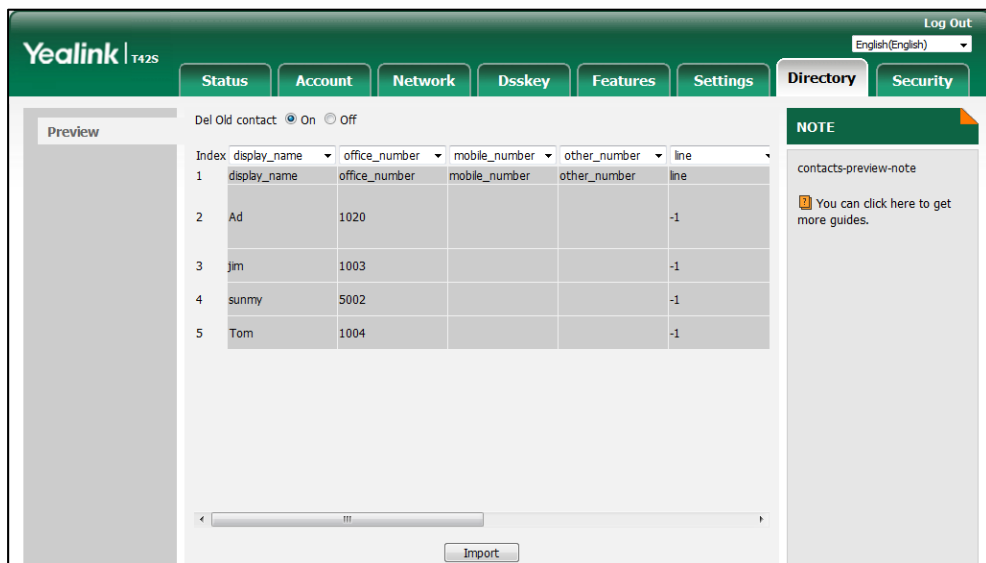 Log Out
Yealink | T42S
English(English)
Status Account Network Dsskey Features Settings Directory Security
Preview
Del Old contact On Off
Index display_name office_number mobile_number other_number line
1 display_name office_number mobile_number other_number line
2 Ad 1020 -1
3 jim 1003 -1
4 sunmy 5002 -1
5 Tom 1004 -1
Import
NOTE
contacts-preview-note
? You can click here to get
more guides.